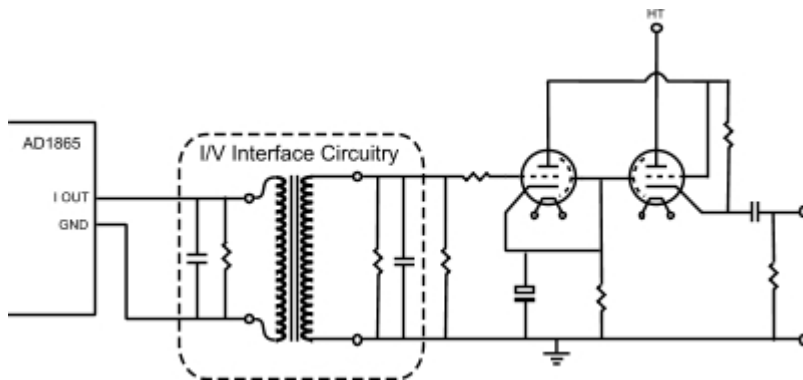 HT
AD1865
I/V Interface Circuitry
I OUT
GND